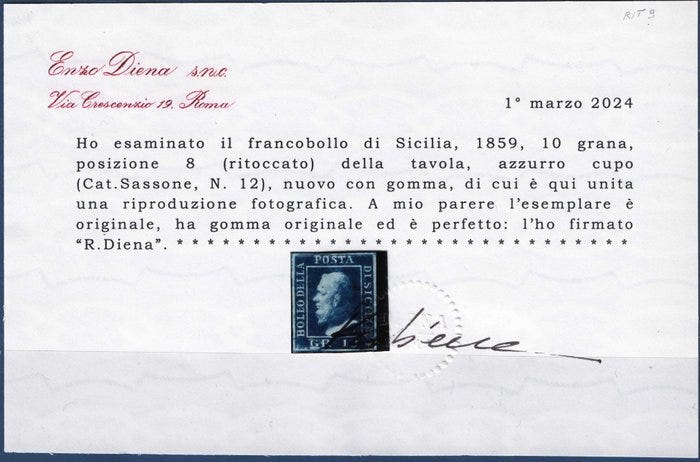 RIT 9
Enzo Diena s.n.c.
Via Crescenzio 19, Roma
1° marzo 2024
Ho esaminato il francobollo di Sicilia, 1859, 10 grana,
posizione 8 (ritoccato) della tavola, azzurro cupo
(Cat.Sassone, N. 12), nuovo con gomma, di cui è qui unita
una riproduzione fotografica. A mio parere l'esemplare è
originale, ha gomma originale ed è perfetto: l'ho firmato
“R.Diena”. * * * * * * * * * * * * * * * * * * * * * * * * * * * * *
BOLLO DELLA
POSTA
DI SICILIA
GR. 1
Diena